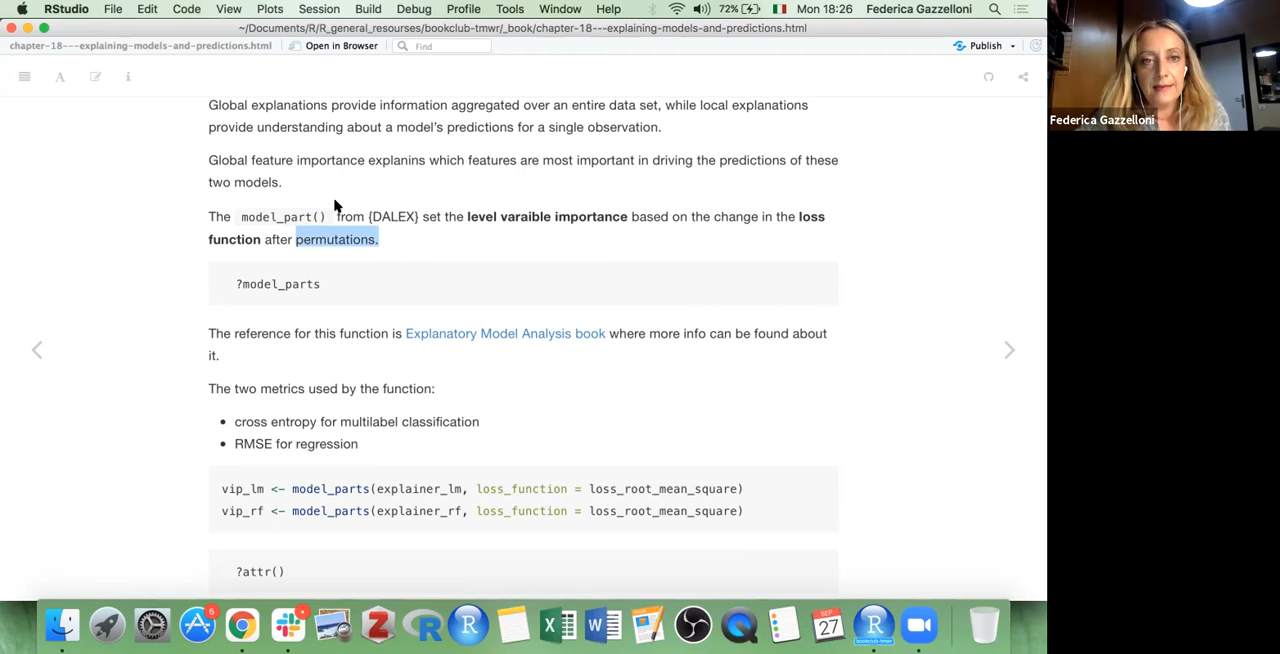 RStudio File Edit Code View Plots Session Build Debug Profile Tools Window Help 72% Mon 18:26 Federica Gazzelloni
~/Documents/R/R_general_resourses/bookclub-tmwr/_book/chapter-18---explaining-models-and-predictions.html
chapter-18---explaining-models-and-predictions.html Open in Browser Find Publish
A i
Global explanations provide information aggregated over an entire data set, while local explanations
provide understanding about a model's predictions for a single observation.
Global feature importance explanins which features are most important in driving the predictions of these
two models.
The model_part() from {DALEX} set the level varaible importance based on the change in the loss
function after permutations.
?model_parts
The reference for this function is Explanatory Model Analysis book where more info can be found about
it.
The two metrics used by the function:
• cross entropy for multilabel classification
• RMSE for regression
vip_lm <- model_parts(explainer_lm, loss_function = loss_root_mean_square)
vip_rf <- model_parts(explainer_rf, loss_function = loss_root_mean_square)
?attr()
Federica Gazzelloni
5
Z R R X W SEP 27 R
bookclub-tmwr